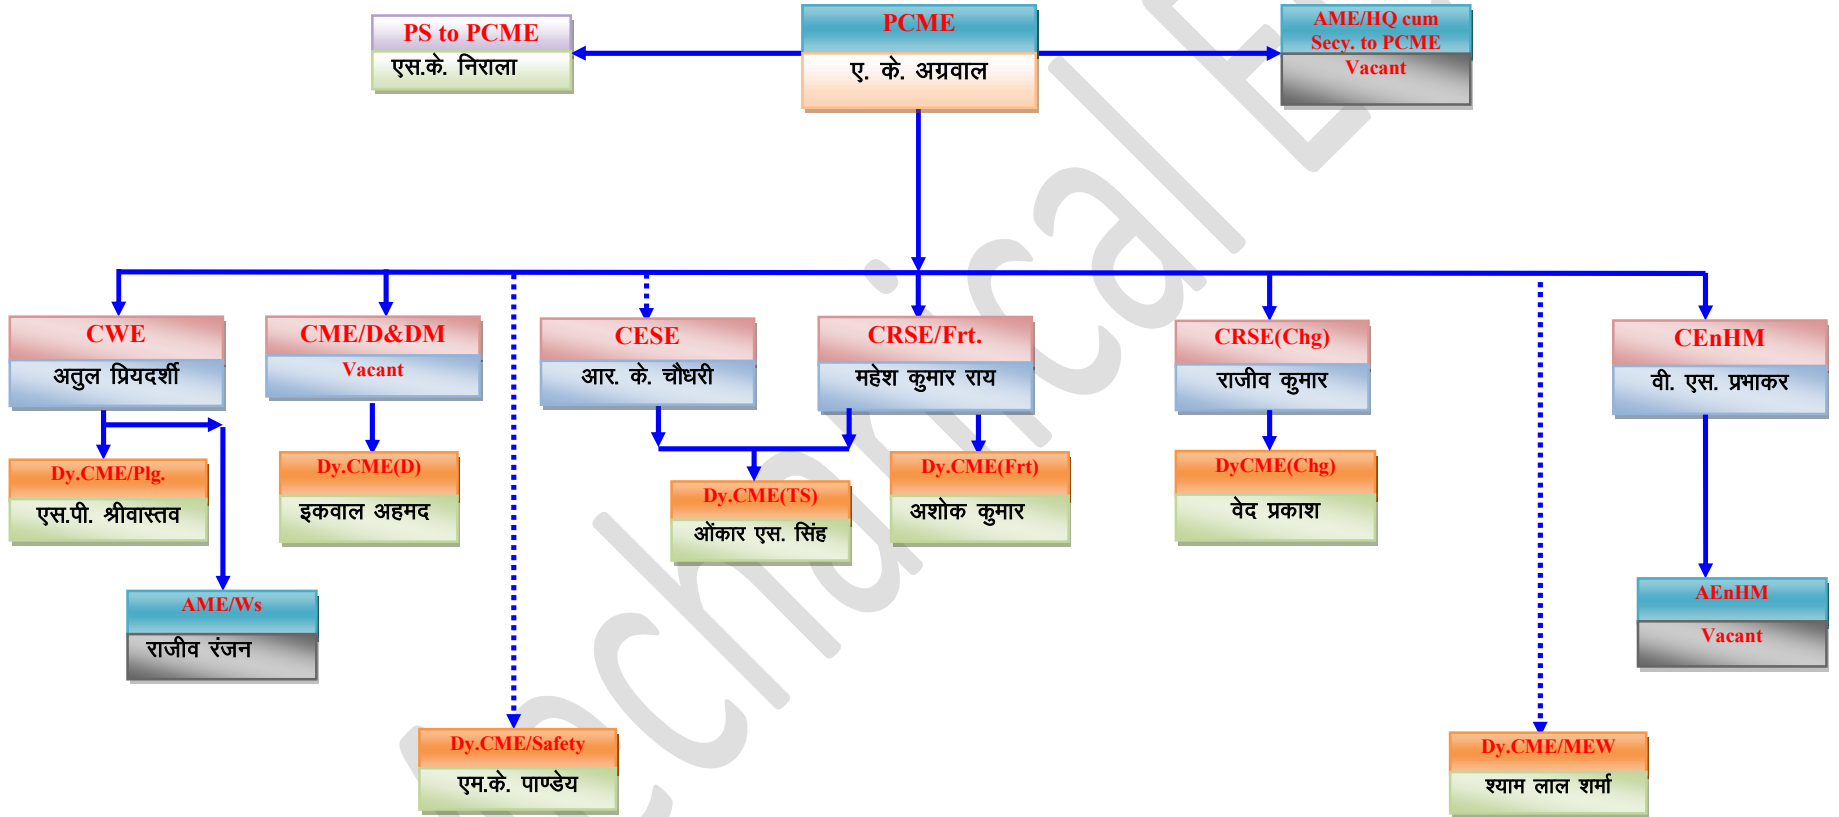 PS to PCME
एस.के. निराला
PCME
ए. के. अग्रवाल
AME/HQ cum
Secy. to PCME
Vacant
CWE
अतुल प्रियदर्शी
CME/D&DM
Vacant
CESE
आर. के. चौधरी
CRSE/Frt.
महेश कुमार राय
CRSE(Chg)
राजीव कुमार
CEnHM
वी. एस. प्रभाकर
Dy.CME/Plg.
एस.पी. श्रीवास्तव
Dy.CME(D)
इकवाल अहमद
Dy.CME(TS)
ओंकार एस. सिंह
Dy.CME(Frt)
अशोक कुमार
DyCME(Chg)
वेद प्रकाश
AME/Ws
राजीव रंजन
AEnHM
Vacant
Dy.CME/Safety
एम.के. पाण्डेय
Dy.CME/MEW
श्याम लाल शर्मा